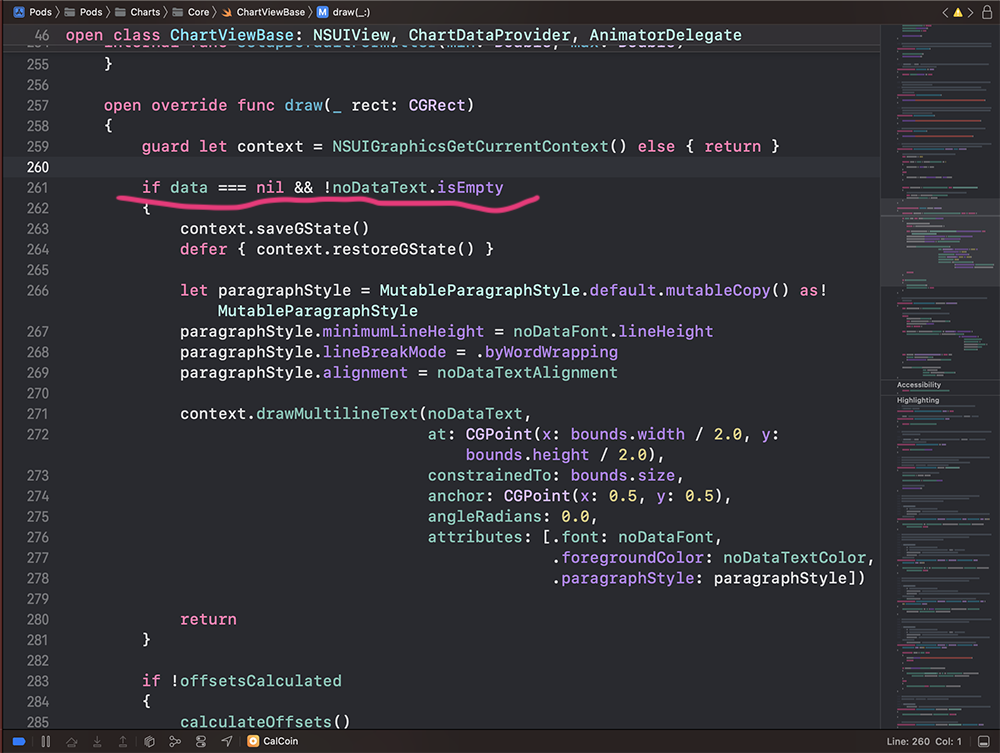 Pods
Pods
Charts
Core
ChartViewBase
M draw(_:)
46 open class ChartViewBase: NSUIView, ChartDataProvider, AnimatorDelegate
255 }
256
257 open override func draw(_ rect: CGRect)
258 {
259 guard let context = NSUIGraphicsGetCurrentContext() else { return }
260
261 if data === nil && !noDataText.isEmpty
262 {
263 context.saveGState()
264 defer { context.restoreGState() }
265
266 let paragraphStyle = MutableParagraphStyle.default.mutableCopy() as!
MutableParagraphStyle
267 paragraphStyle.minimumLineHeight = noDataFont.lineHeight
268 paragraphStyle.lineBreakMode = .byWordWrapping
269 paragraphStyle.alignment = noDataTextAlignment
270
271 context.drawMultilineText(noDataText,
272 at: CGPoint(x: bounds.width / 2.0, y:
bounds.height / 2.0),
273 constrainedTo: bounds.size,
274 anchor: CGPoint(x: 0.5, y: 0.5),
275 angleRadians: 0.0,
276 attributes: [.font: noDataFont,
277 .foregroundColor: noDataTextColor,
278 .paragraphStyle: paragraphStyle])
279
280 return
281 }
282
283 if !offsetsCalculated
284 {
285 calculateOffsets()
Accessibility
Highlighting
CalCoin
Line: 260 Col: 1